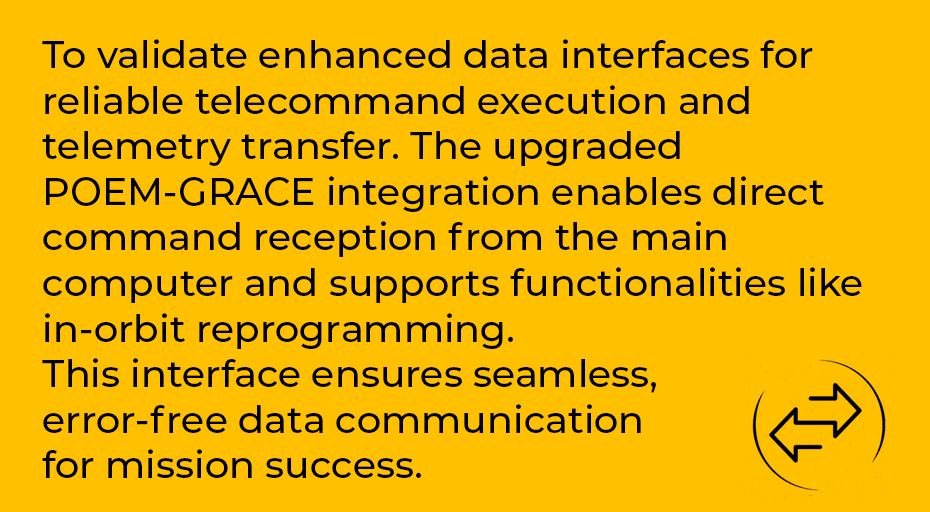 To validate enhanced data interfaces for
reliable telecommand execution and
telemetry transfer. The upgraded
POEM-GRACE integration enables direct
command reception from the main
computer and supports functionalities like
in-orbit reprogramming.
This interface ensures seamless,
error-free data communication
for mission success.